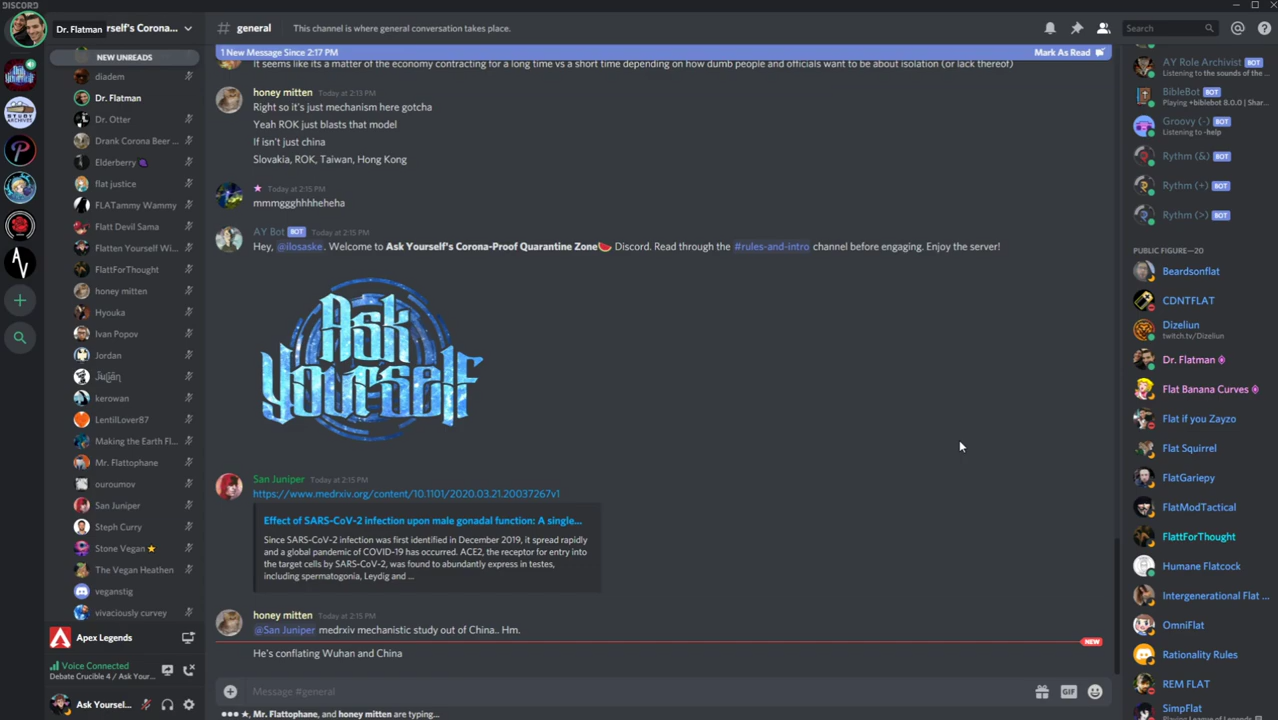 DISCORD
Dr. Flatman
rself's Corona...
# general
This channel is where general conversation takes place.
Search
NEW UNREADS
diadem
Dr. Flatman
Dr. Otter
Drank Corona Beer ...
Elderberry
flat justice
FLATammy Wammy
Flatt Devil Sama
Flatten Yourself Wi...
FlattForThought
honey mitten
Hyouka
Ivan Popov
Jordan
kerowan
LentilLover87
Making the Earth Fl...
Mr. Flattophane
ouroumov
San Juniper
Steph Curry
Stone Vegan
The Vegan Heathen
veganstig
vivaciously curvey
Apex Legends
Voice Connected
Debate Crucible 4 / Ask Your...
Ask Yoursel...
1 New Message Since 2:17 PM
Mark As Read
It seems like its a matter of the economy contracting for a long time vs a short time depending on how dumb people and officials want to be about isolation (or lack thereof)
honey mitten Today at 2:13 PM
Right so it's just mechanism here gotcha
Yeah ROK just blasts that model
If isn't just china
Slovakia, ROK, Taiwan, Hong Kong
★ Today at 2:15 PM
mmmggghhhheheha
AY Bot BOT Today at 2:15 PM
Hey, @ilosaske. Welcome to Ask Yourself's Corona-Proof Quarantine Zone🍉 Discord. Read through the #rules-and-intro channel before engaging. Enjoy the server!
Ask
Yourself
San Juniper Today at 2:15 PM
https://www.medrxiv.org/content/10.1101/2020.03.21.20037267v1
Effect of SARS-CoV-2 infection upon male gonadal function: A single...
Since SARS-CoV-2 infection was first identified in December 2019, it spread rapidly
and a global pandemic of COVID-19 has occurred. ACE2, the receptor for entry into
the target cells by SARS-CoV-2, was found to abundantly express in testes,
including spermatogonia, Leydig and ...
honey mitten Today at 2:15 PM
@San Juniper medrxiv mechanistic study out of China.. Hm.
NEW
He's conflating Wuhan and China
Message #general
GIF
★, Mr. Flattophane, and honey mitten are typing...
AY Role Archivist BOT
Listening to the sounds of the...
BibleBot BOT
Playing +biblebot 8.0.0 | Shar...
Groovy (-) BOT
Listening to -help
Rythm (&) BOT
Rythm (+) BOT
Rythm (>) BOT
PUBLIC FIGURE—20
Beardsonflat
CDNTFLAT
Dizeliun
twitch.tv/Dizeliun
Dr. Flatman
Flat Banana Curves
Flat if you Zayzo
Flat Squirrel
FlatGariepy
FlatModTactical
FlattForThought
Humane Flatcock
Intergenerational Flat ...
OmniFlat
Rationality Rules
REM FLAT
SimpFlat